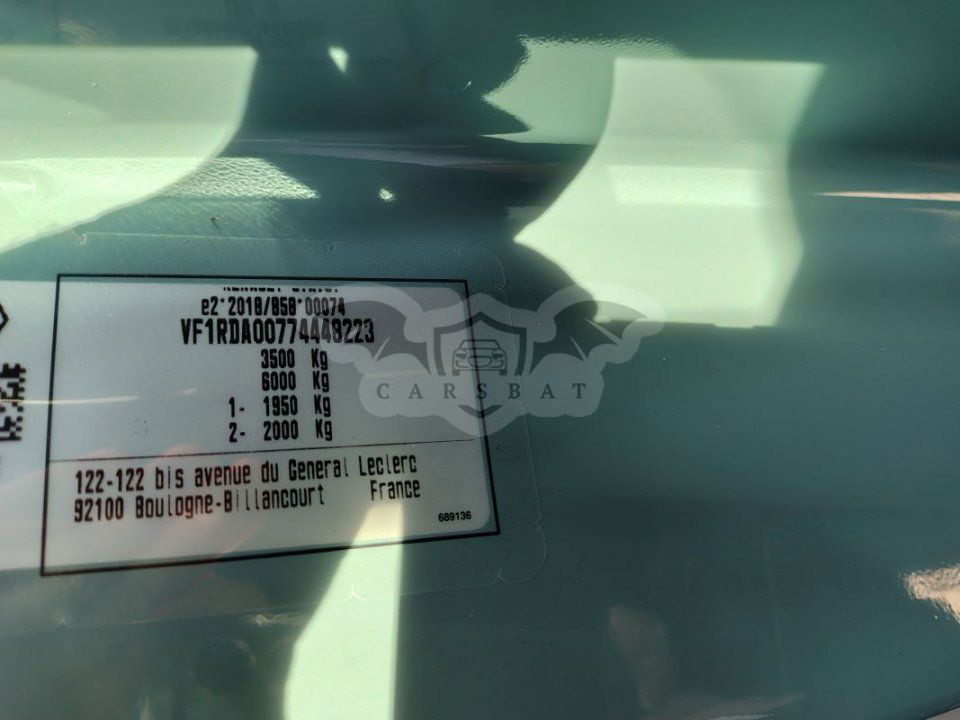 e2*2018/858*00074
VF1RDA00774449223
3500 Kg
6000 Kg
1- 1950 Kg
2- 2000 Kg
122-122 bis avenue du General Leclerc
92100 Boulogne-Billancourt France
689136
CARSBAT